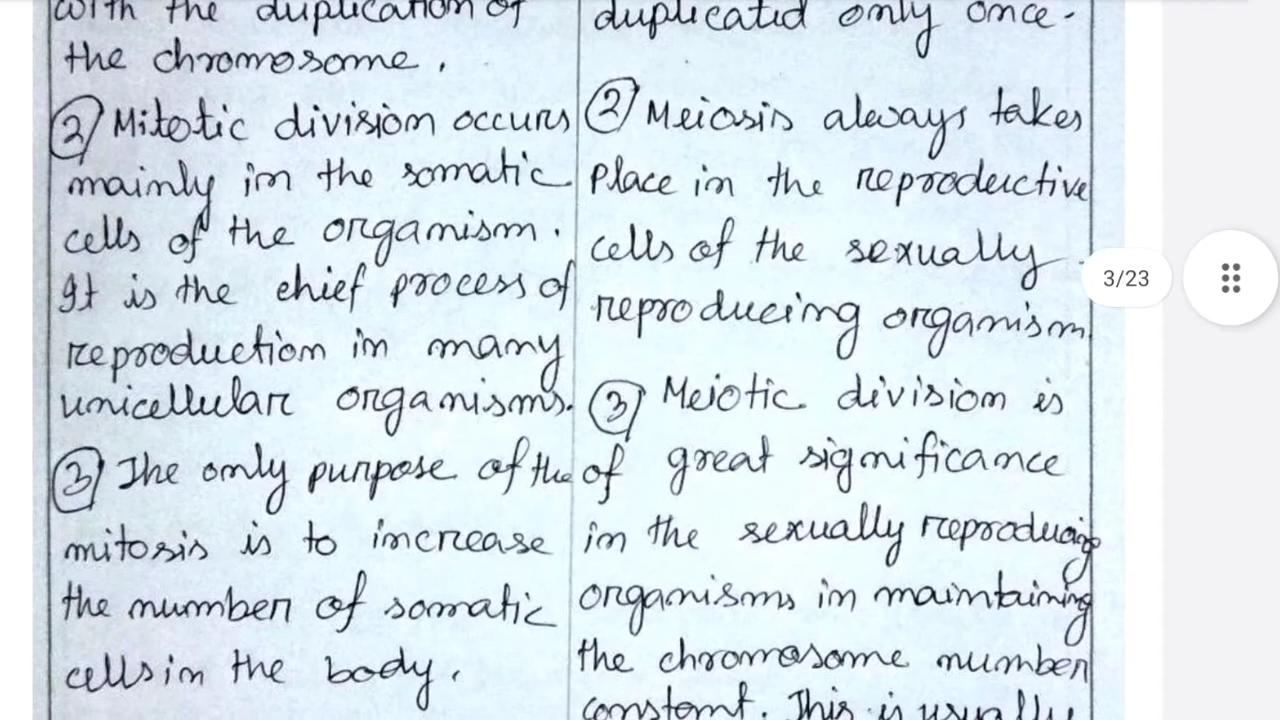 with the duplication of
the chromosome.
② Mitotic division occurs
mainly in the somatic
cells of the organism.
It is the chief process of
reproduction in many
unicellular organisms.
③ The only purpose of the
mitosis is to increase
the number of somatic
cells in the body.
duplicated only once.
② Meiosis always takes
Place in the reproductive
cells of the sexually
reproducing organism.
③ Meiotic division is
of great significance
in the sexually reproducing
organisms in maintaining
the chromosome number
constant. This is usually
3/23